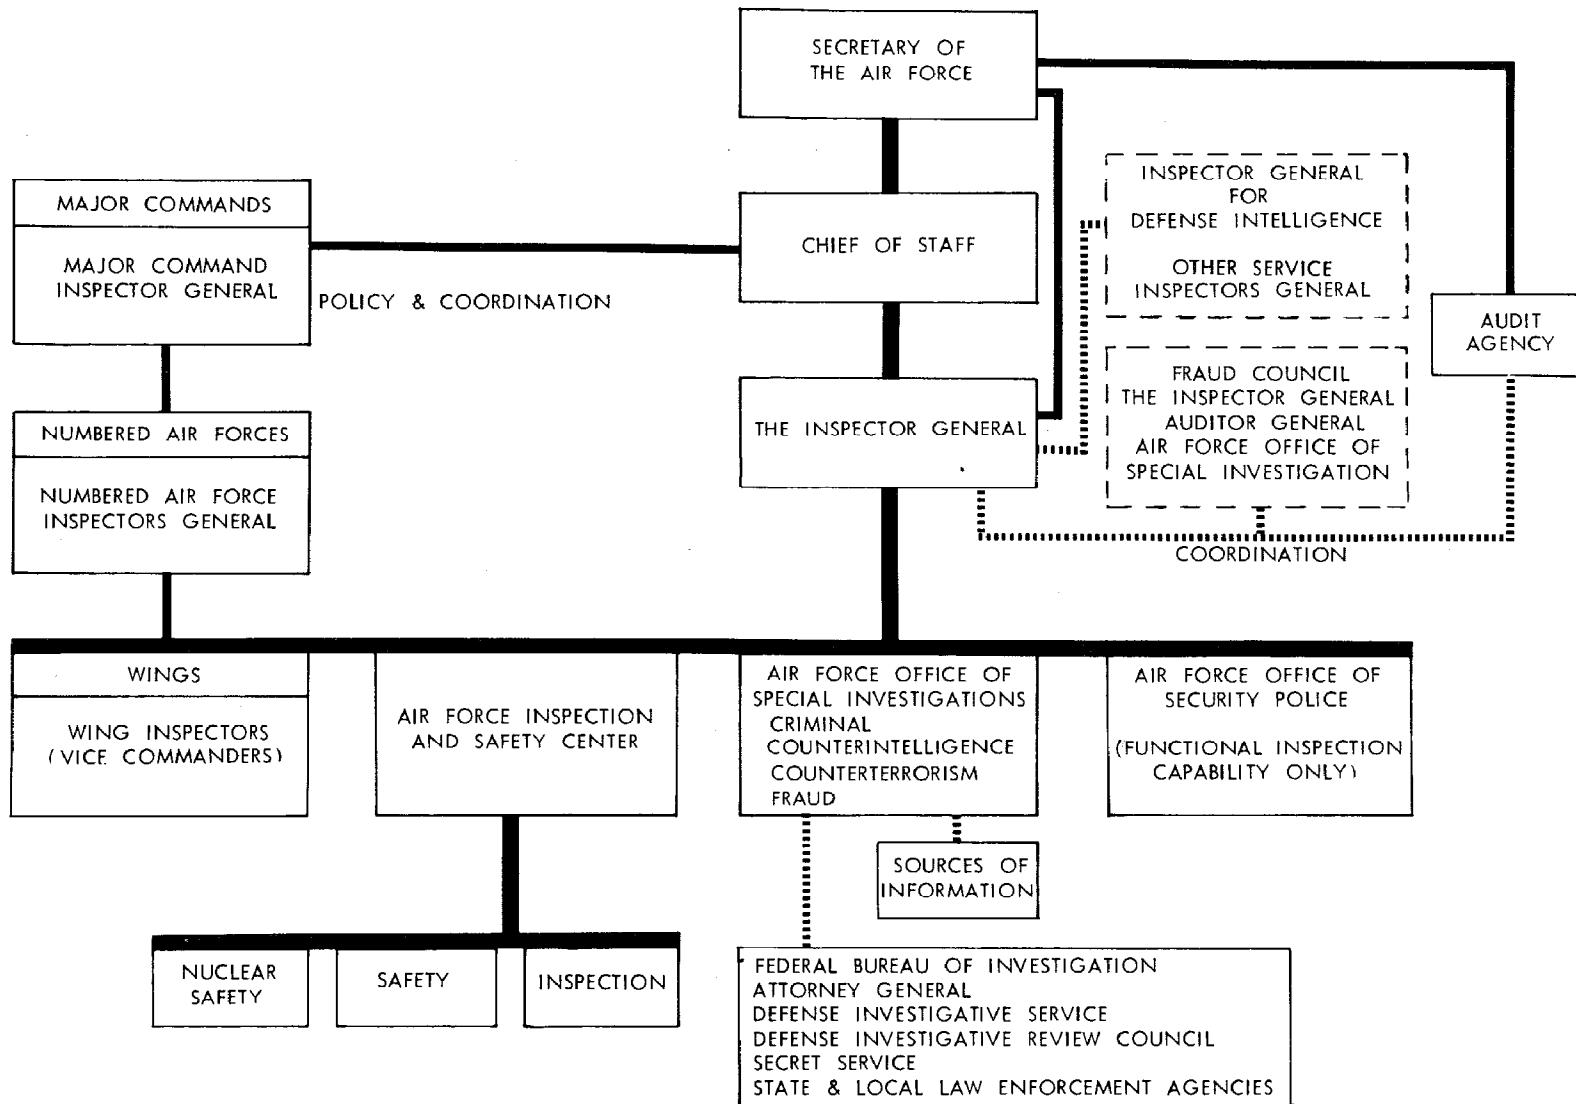 SECRETARY OF
THE AIR FORCE
MAJOR COMMANDS
MAJOR COMMAND
INSPECTOR GENERAL
CHIEF OF STAFF
POLICY & COORDINATION
INSPECTOR GENERAL
FOR
DEFENSE INTELLIGENCE
OTHER SERVICE
INSPECTORS GENERAL
AUDIT
AGENCY
NUMBERED AIR FORCES
NUMBERED AIR FORCE
INSPECTORS GENERAL
THE INSPECTOR GENERAL
FRAUD COUNCIL
THE INSPECTOR GENERAL
AUDITOR GENERAL
AIR FORCE OFFICE OF
SPECIAL INVESTIGATION
COORDINATION
WINGS
WING INSPECTORS
(VICE COMMANDERS)
AIR FORCE INSPECTION
AND SAFETY CENTER
AIR FORCE OFFICE OF
SPECIAL INVESTIGATIONS
CRIMINAL
COUNTERINTELLIGENCE
COUNTERTERRORISM
FRAUD
AIR FORCE OFFICE OF
SECURITY POLICE
(FUNCTIONAL INSPECTION
CAPABILITY ONLY)
SOURCES OF
INFORMATION
NUCLEAR
SAFETY
SAFETY
INSPECTION
FEDERAL BUREAU OF INVESTIGATION
ATTORNEY GENERAL
DEFENSE INVESTIGATIVE SERVICE
DEFENSE INVESTIGATIVE REVIEW COUNCIL
SECRET SERVICE
STATE & LOCAL LAW ENFORCEMENT AGENCIES